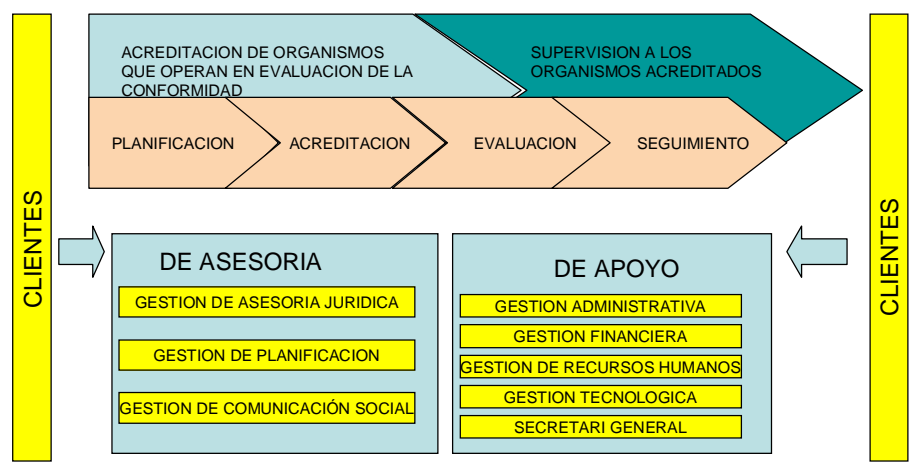 CLIENTES
ACREDITACION DE ORGANISMOS
QUE OPERAN EN EVALUACION DE LA
CONFORMIDAD
SUPERVISION A LOS
ORGANISMOS ACREDITADOS
PLANIFICACION
ACREDITACION
EVALUACION
SEGUIMIENTO
DE ASESORIA
GESTION DE ASESORIA JURIDICA
GESTION DE PLANIFICACION
GESTION DE COMUNICACIÓN SOCIAL
DE APOYO
GESTION ADMINISTRATIVA
GESTION FINANCIERA
GESTION DE RECURSOS HUMANOS
GESTION TECNOLOGICA
SECRETARI GENERAL
CLIENTES